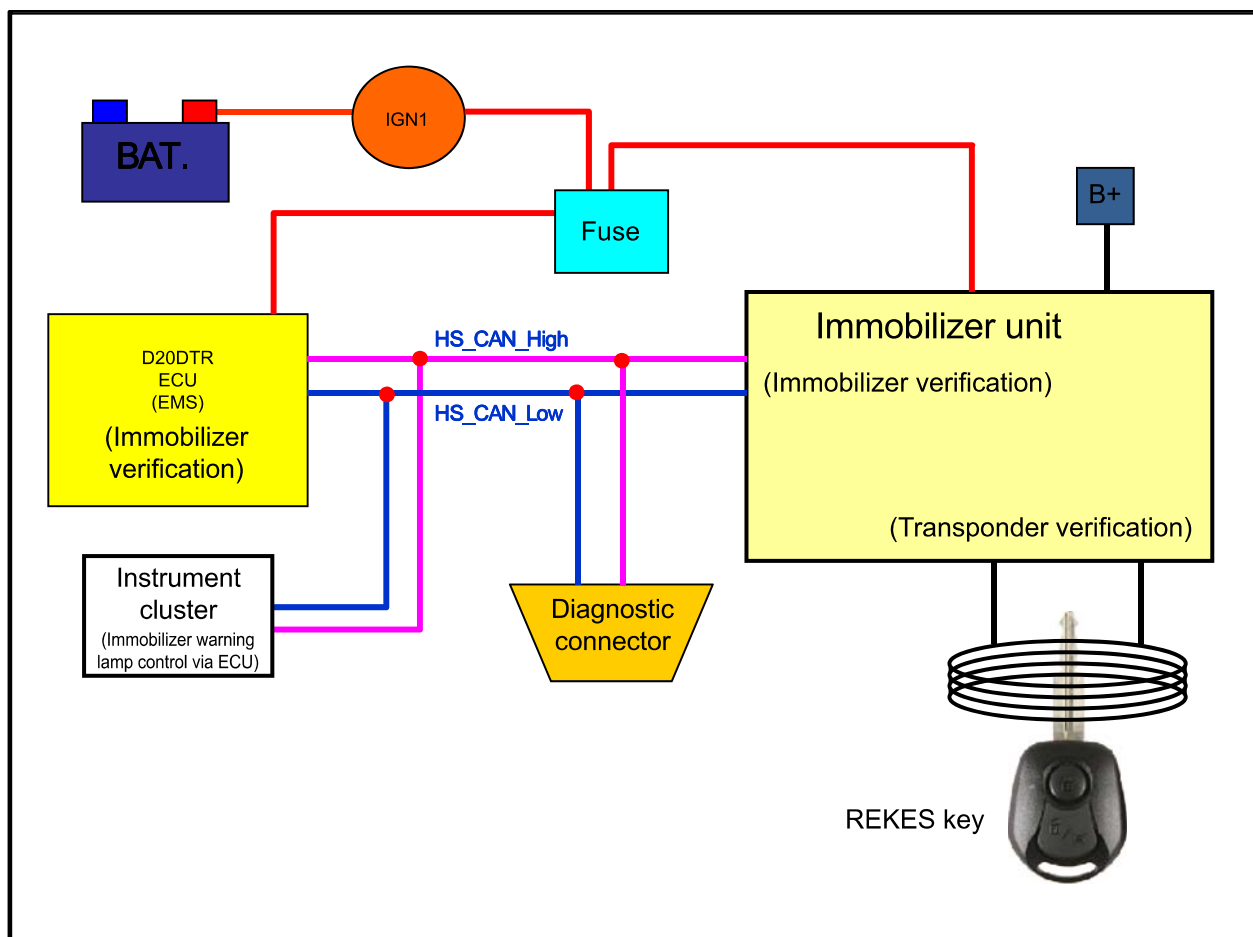 IGN1
BAT.
B+
Fuse
Immobilizer unit
(Immobilizer verification)
(Transponder verification)
HS_CAN_High
HS_CAN_Low
D20DTR
ECU
(EMS)
(Immobilizer
verification)
Instrument
cluster
(Immobilizer warning
lamp control via ECU)
Diagnostic
connector
REKES key